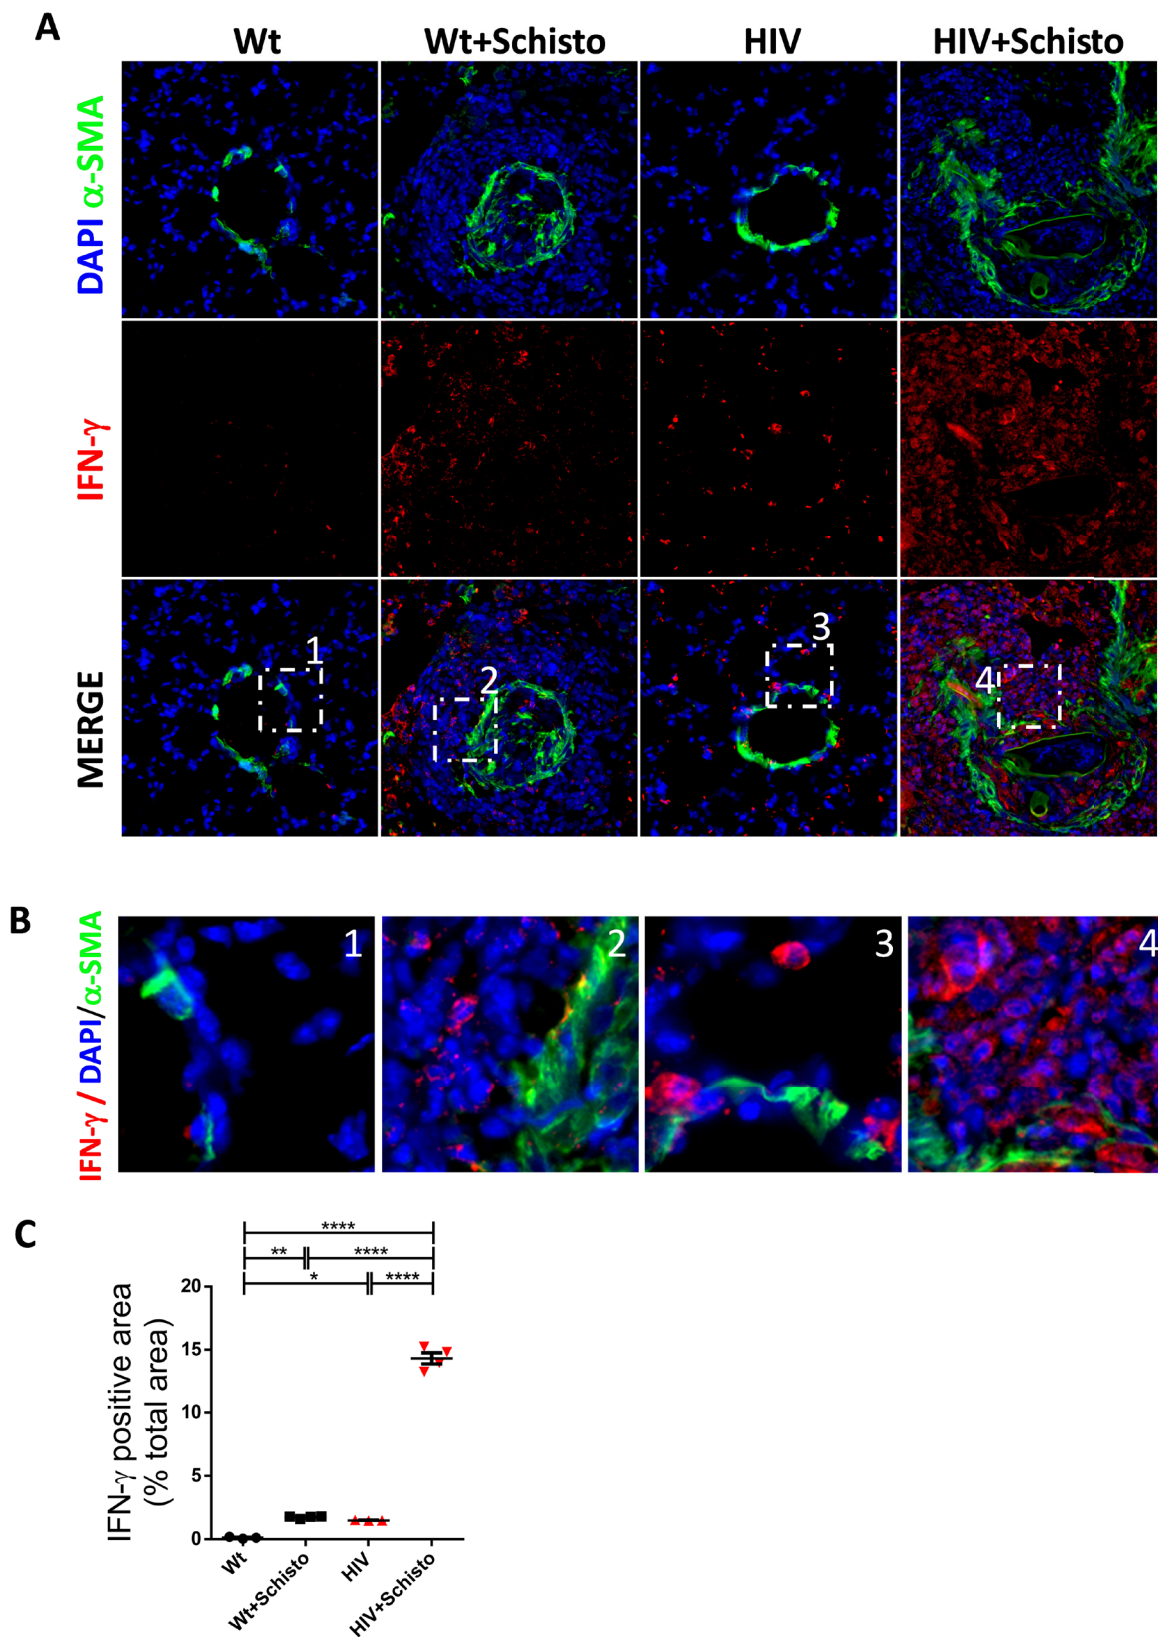 A
Wt
Wt+Schisto
HIV
HIV+Schisto
DAPI α-SMA
IFN-γ
MERGE
1
2
3
4
B
IFN-γ / DAPI/α-SMA
1
2
3
4
C
****
** ****
* ****
IFN-γ positive area
(% total area)
20
15
10
5
0
Wt
Wt+Schisto
HIV
HIV+Schisto